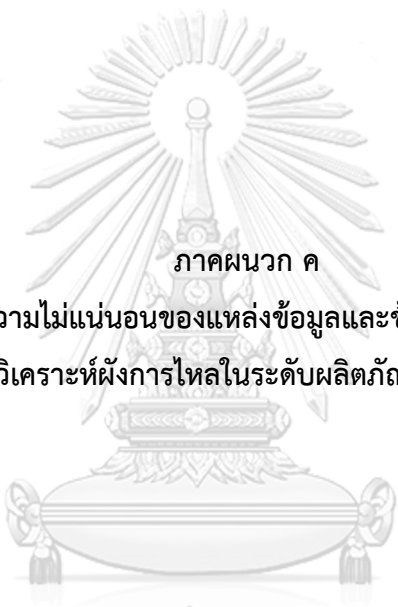 ภาคผนวก ค
วามไม่แน่นอนของแหล่งข้อมูลและ
วิเคราะห์ผังการไหลในระดับผลิตภั